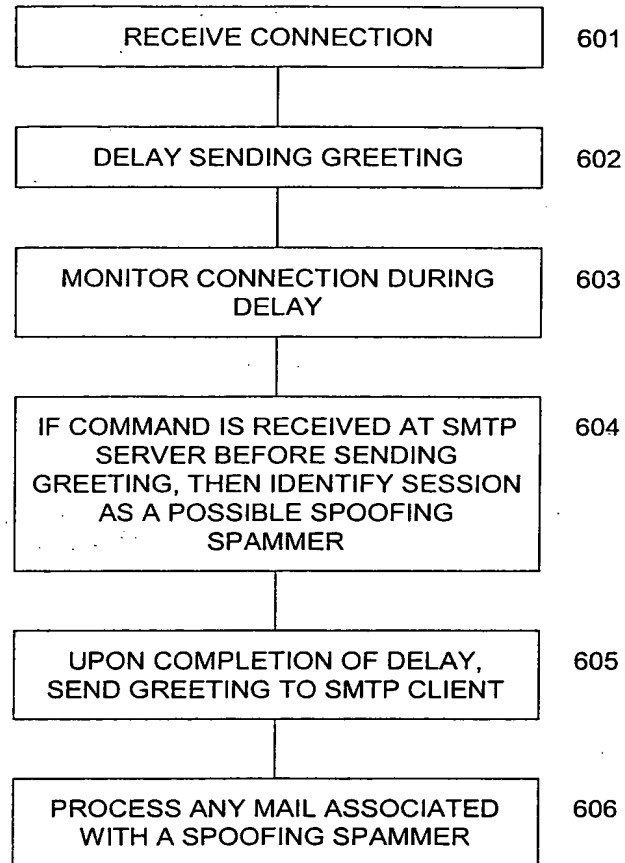 RECEIVE CONNECTION 601
DELAY SENDING GREETING 602
MONITOR CONNECTION DURING 603
DELAY
IF COMMAND IS RECEIVED AT SMTP 604
SERVER BEFORE SENDING
GREETING, THEN IDENTIFY SESSION
AS A POSSIBLE SPOOFING
SPAMMER
UPON COMPLETION OF DELAY, 605
SEND GREETING TO SMTP CLIENT
PROCESS ANY MAIL ASSOCIATED 606
WITH A SPOOFING SPAMMER